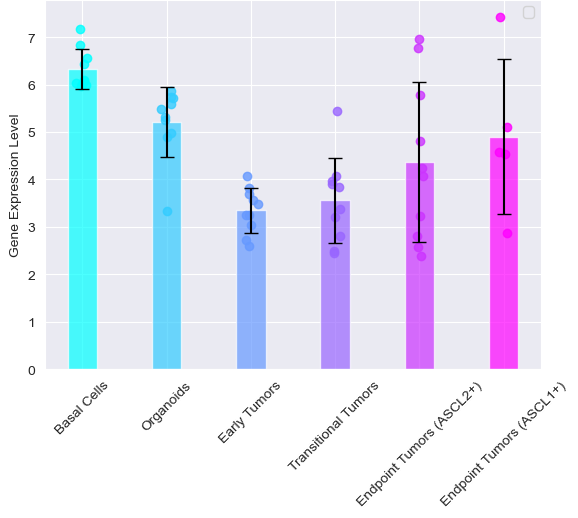 Gene Expression Level
7
6
5
4
3
2
1
0
Basal Cells
Organoids
Early Tumors
Transitional Tumors
Endpoint Tumors (ASCL2+)
Endpoint Tumors (ASCL1+)